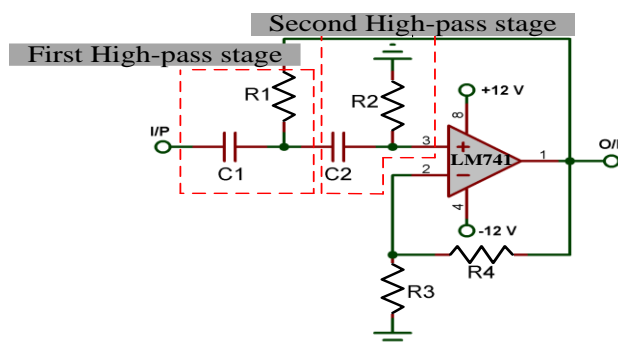 Second High-pass stage
First High-pass stage
R1
R2
+12 V
I/P
8
3
+
LM741
1
O/
C1
C2
2
−
4
-12 V
R4
R3